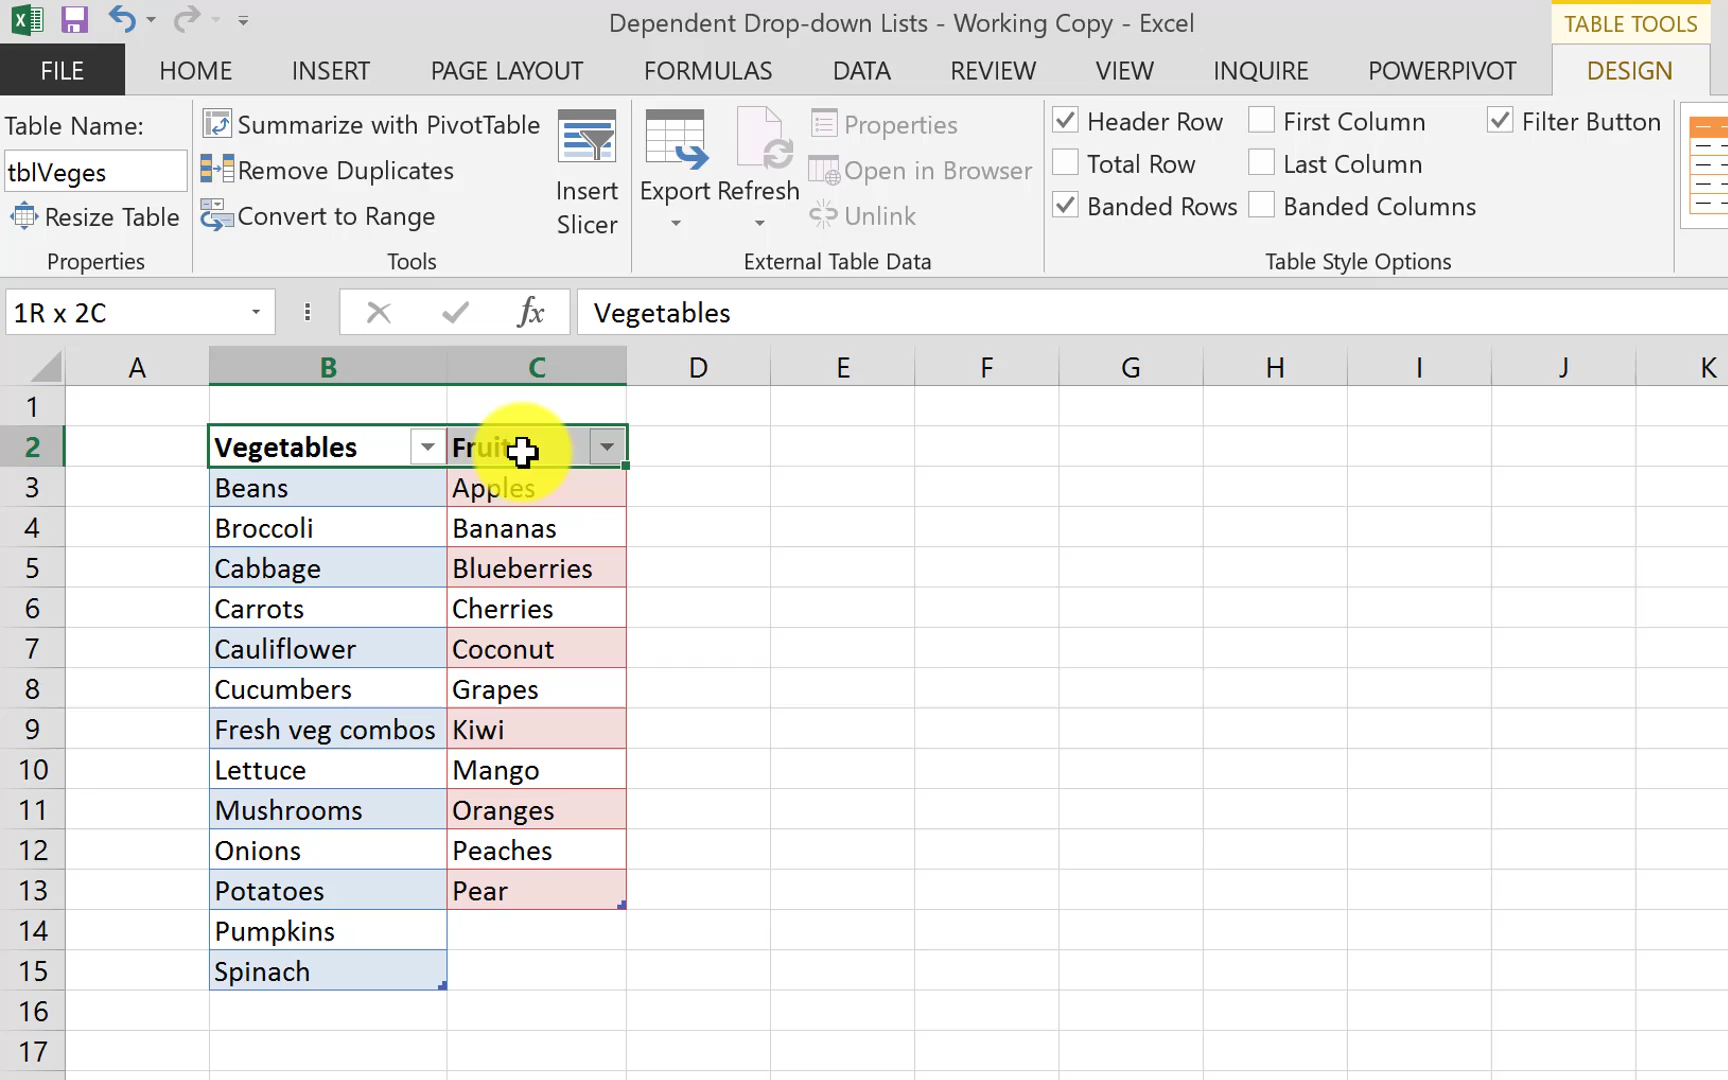 Dependent Drop-down Lists - Working Copy - Excel
TABLE TOOLS
FILE HOME INSERT PAGE LAYOUT FORMULAS DATA REVIEW VIEW INQUIRE POWERPIVOT DESIGN
Table Name:
tblVeges
Resize Table
Properties
Summarize with PivotTable
Remove Duplicates
Convert to Range
Tools
Insert
Slicer
Export Refresh
Properties
Open in Browser
Unlink
External Table Data
Header Row First Column Filter Button
Total Row Last Column
Banded Rows Banded Columns
Table Style Options
1R x 2C fx Vegetables
A B C D E F G H I J K
1
2 Vegetables
3 Beans Apples
4 Broccoli Bananas
5 Cabbage Blueberries
6 Carrots Cherries
7 Cauliflower Coconut
8 Cucumbers Grapes
9 Fresh veg combos Kiwi
10 Lettuce Mango
11 Mushrooms Oranges
12 Onions Peaches
13 Potatoes Pear
14 Pumpkins
15 Spinach
16
17